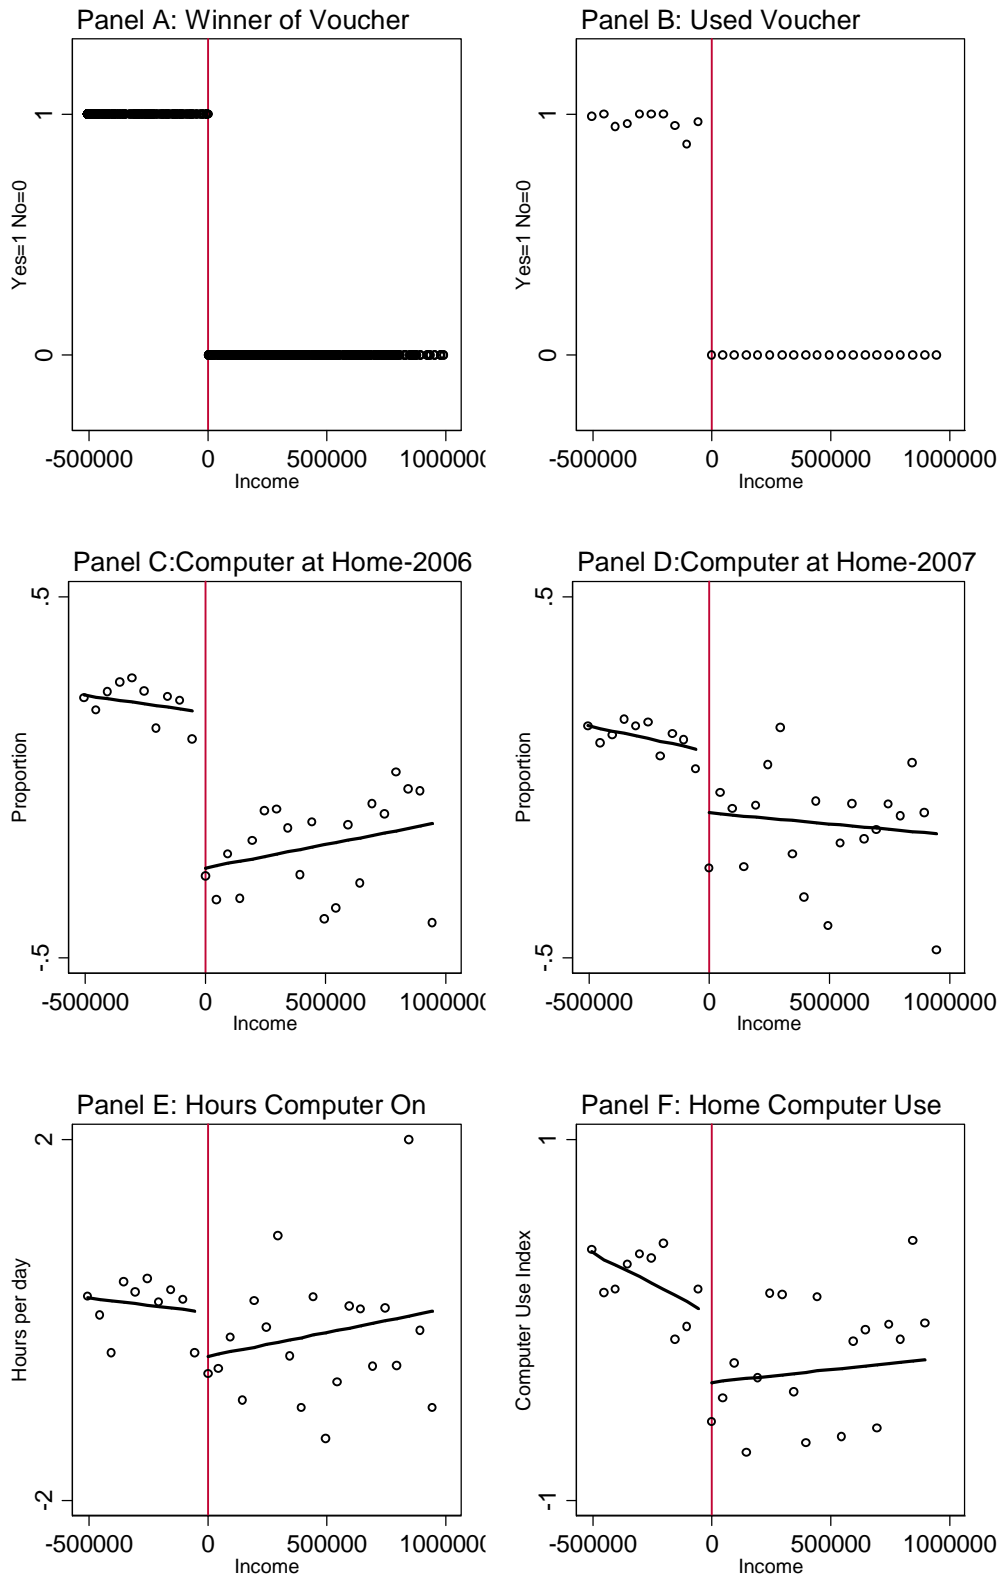 Panel A: Winner of Voucher
Yes=1 No=0
1
0
-500000 0 500000 1000000
Income
Panel B: Used Voucher
Yes=1 No=0
1
0
-500000 0 500000 1000000
Income
Panel C:Computer at Home-2006
Proportion
.5
-.5
-500000 0 500000 1000000
Income
Panel D:Computer at Home-2007
Proportion
.5
-.5
-500000 0 500000 1000000
Income
Panel E: Hours Computer On
Hours per day
2
-2
-500000 0 500000 1000000
Income
Panel F: Home Computer Use
Computer Use Index
1
-1
-500000 0 500000 1000000
Income